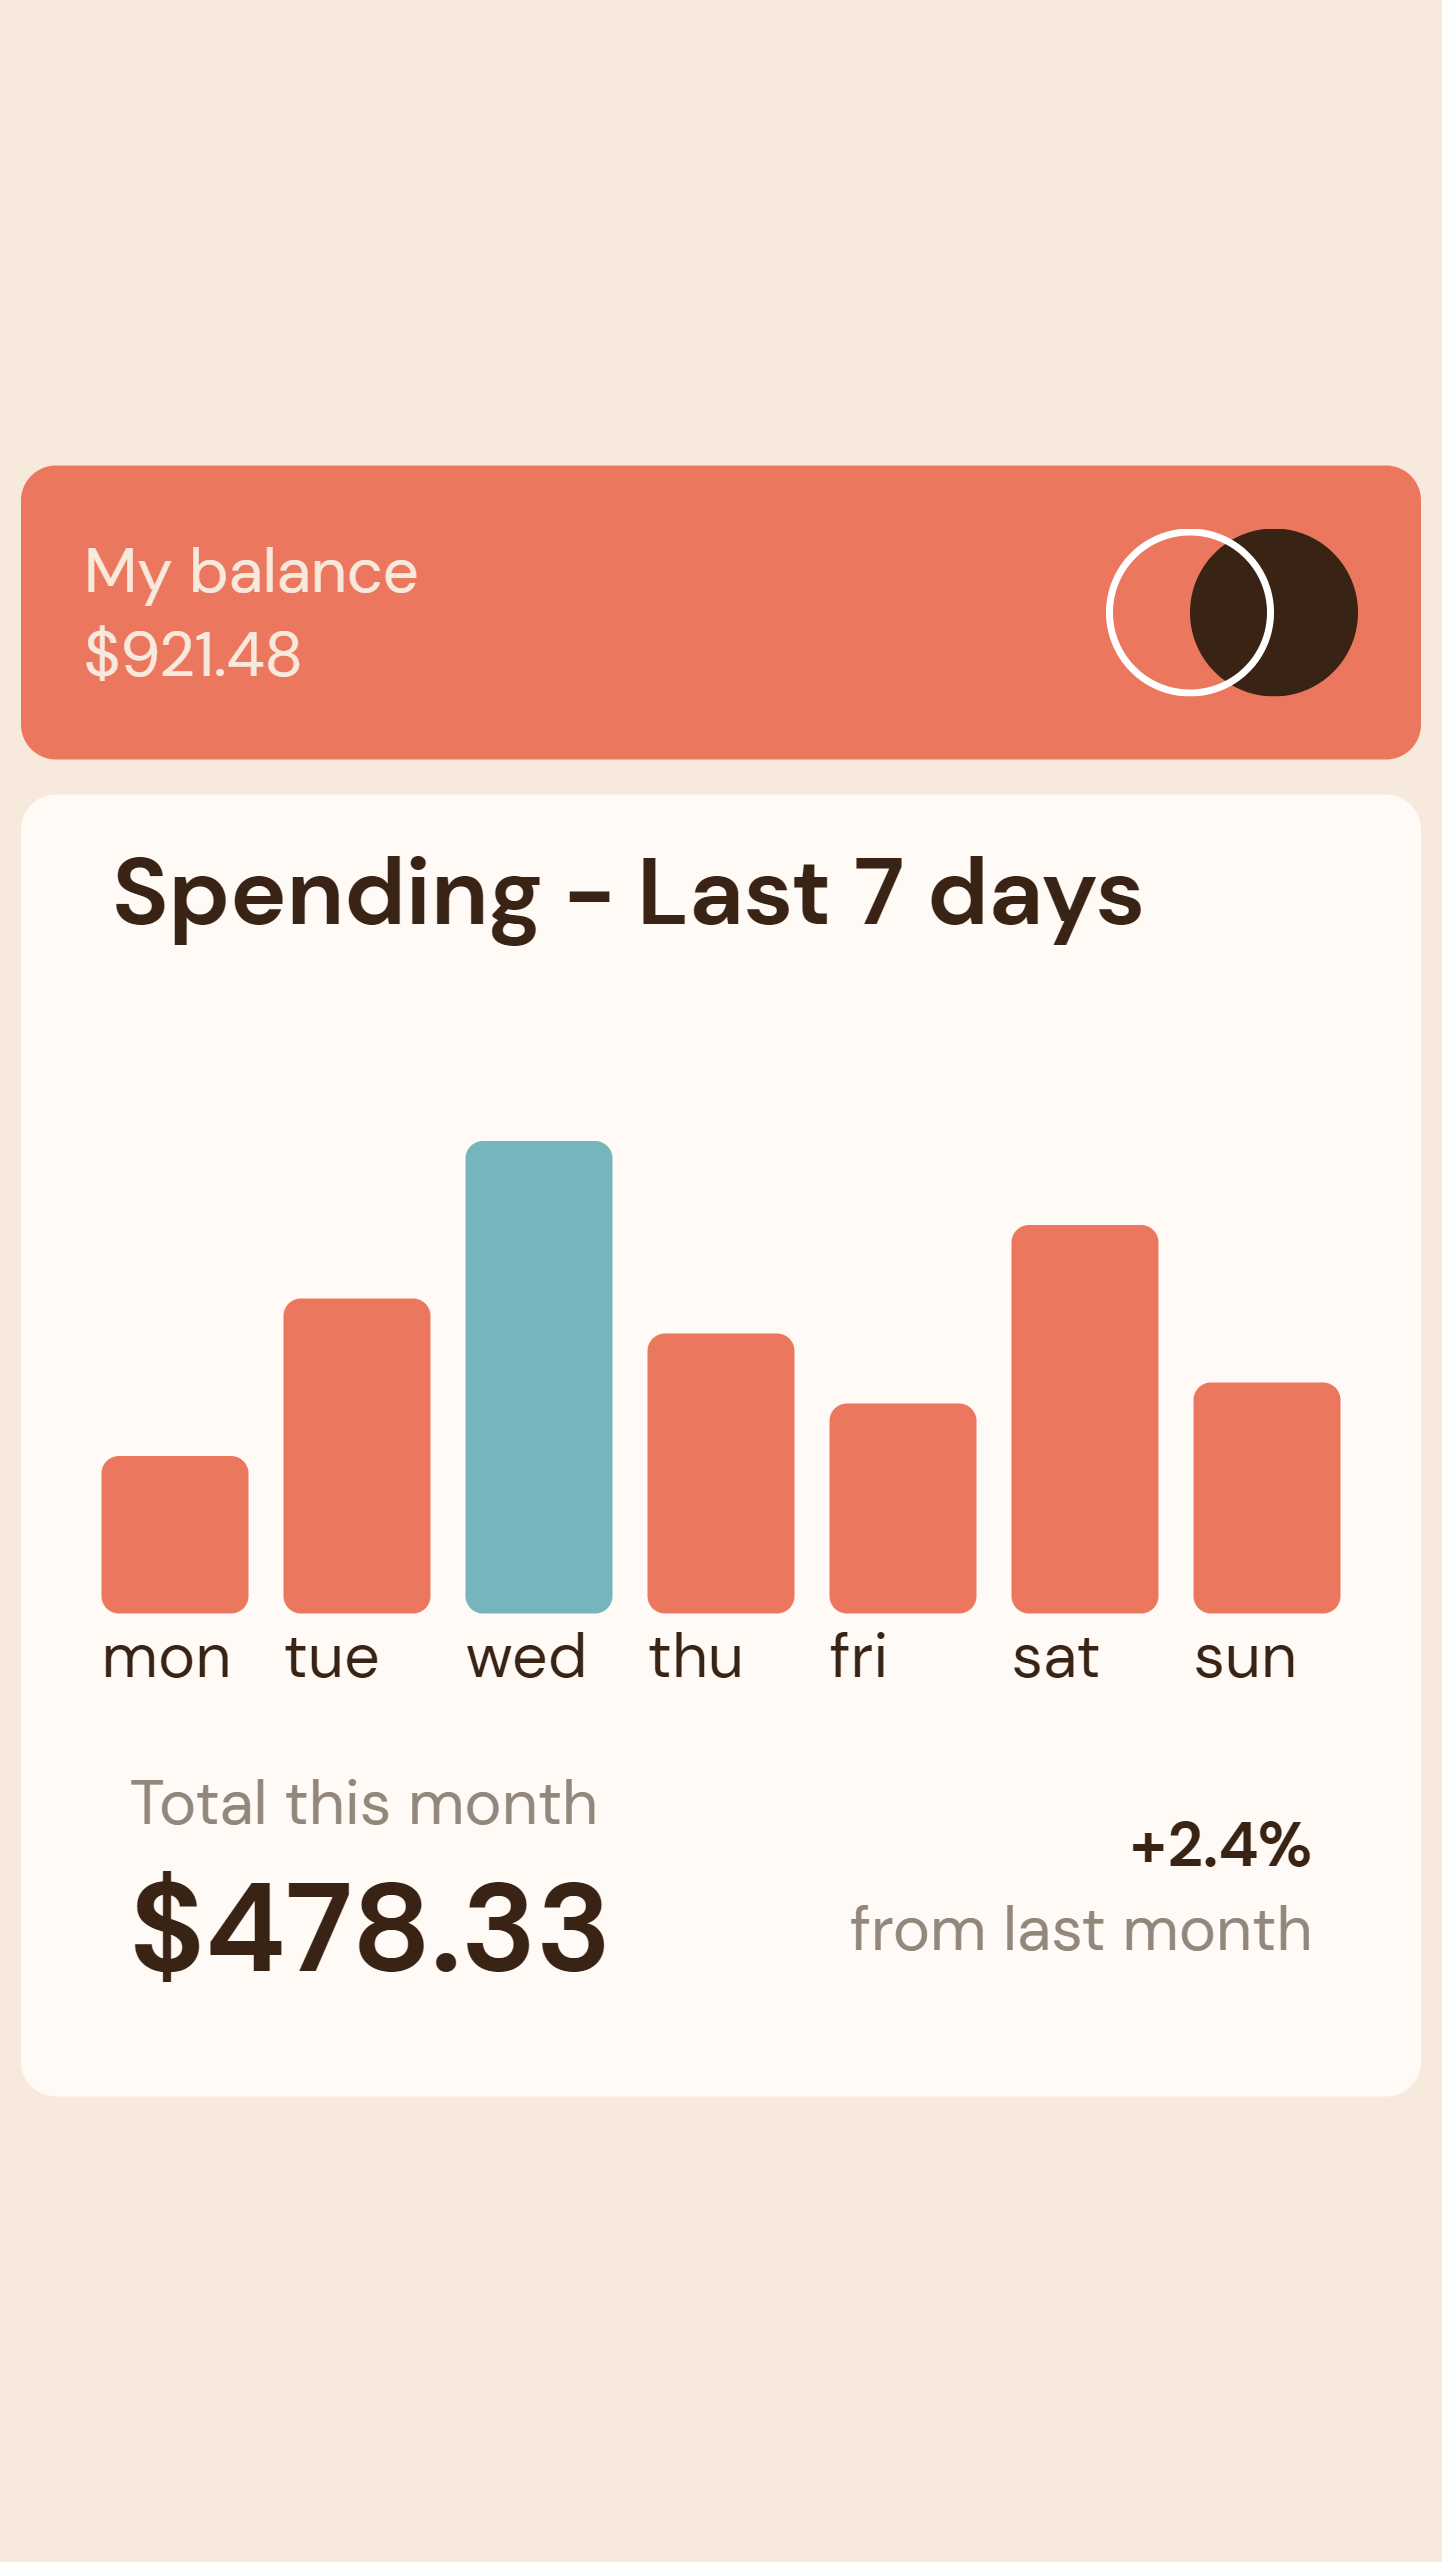 My balance
$921.48
Spending - Last 7 days
mon tue wed thu fri sat sun
Total this month
$478.33
+2.4%
from last month